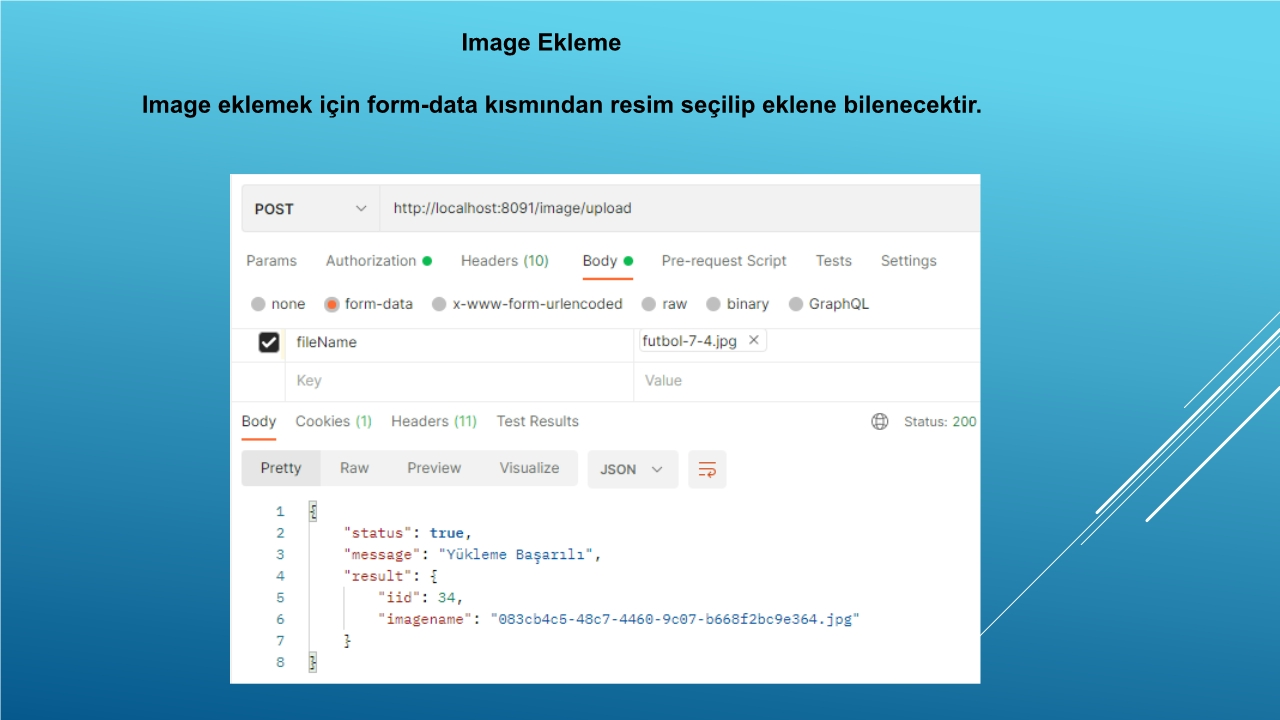 Image Ekleme
Image eklemek için form-data kısmından resim seçilip eklene bilenecektir.
POST http://localhost:8091/image/upload
Params Authorization Headers (10) Body Pre-request Script Tests Settings
none form-data x-www-form-urlencoded raw binary GraphQL
fileName futbol-7-4.jpg
Key Value
Body Cookies (1) Headers (11) Test Results Status: 200
Pretty Raw Preview Visualize JSON
1 {
2 "status": true,
3 "message": "Yükleme Başarılı",
4 "result": {
5 "iid": 34,
6 "imagename": "083cb4c5-48c7-4460-9c07-b668f2bc9e364.jpg"
7 }
8 }